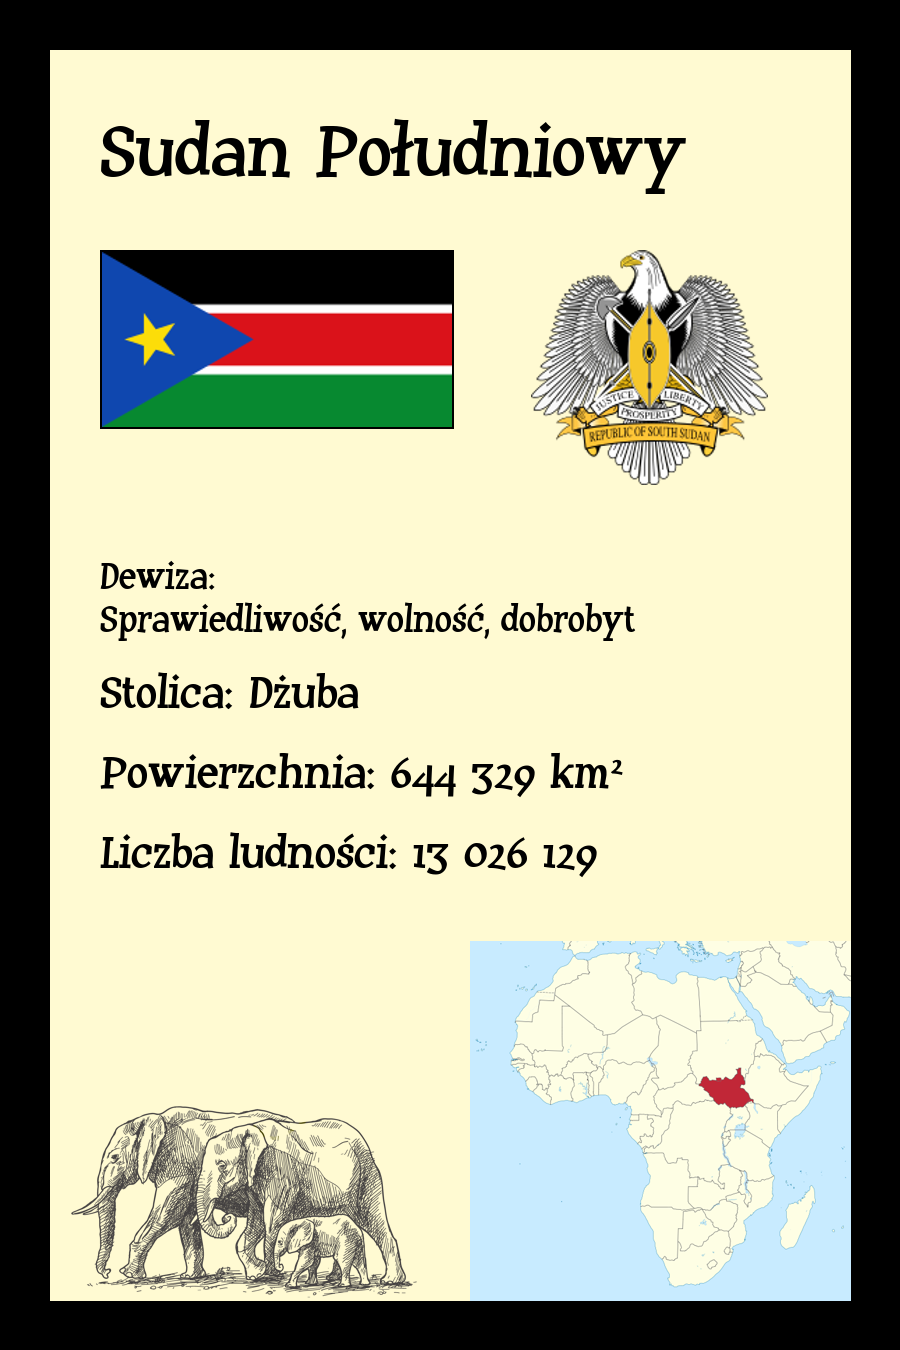 Sudan Południowy
JUSTICE LIBERTY
PROSPERITY
REPUBLIC OF SOUTH SUDAN
Dewiza:
Sprawiedliwość, wolność, dobrobyt
Stolica: Dżuba
Powierzchnia: 644 329 km²
Liczba ludności: 13 026 129